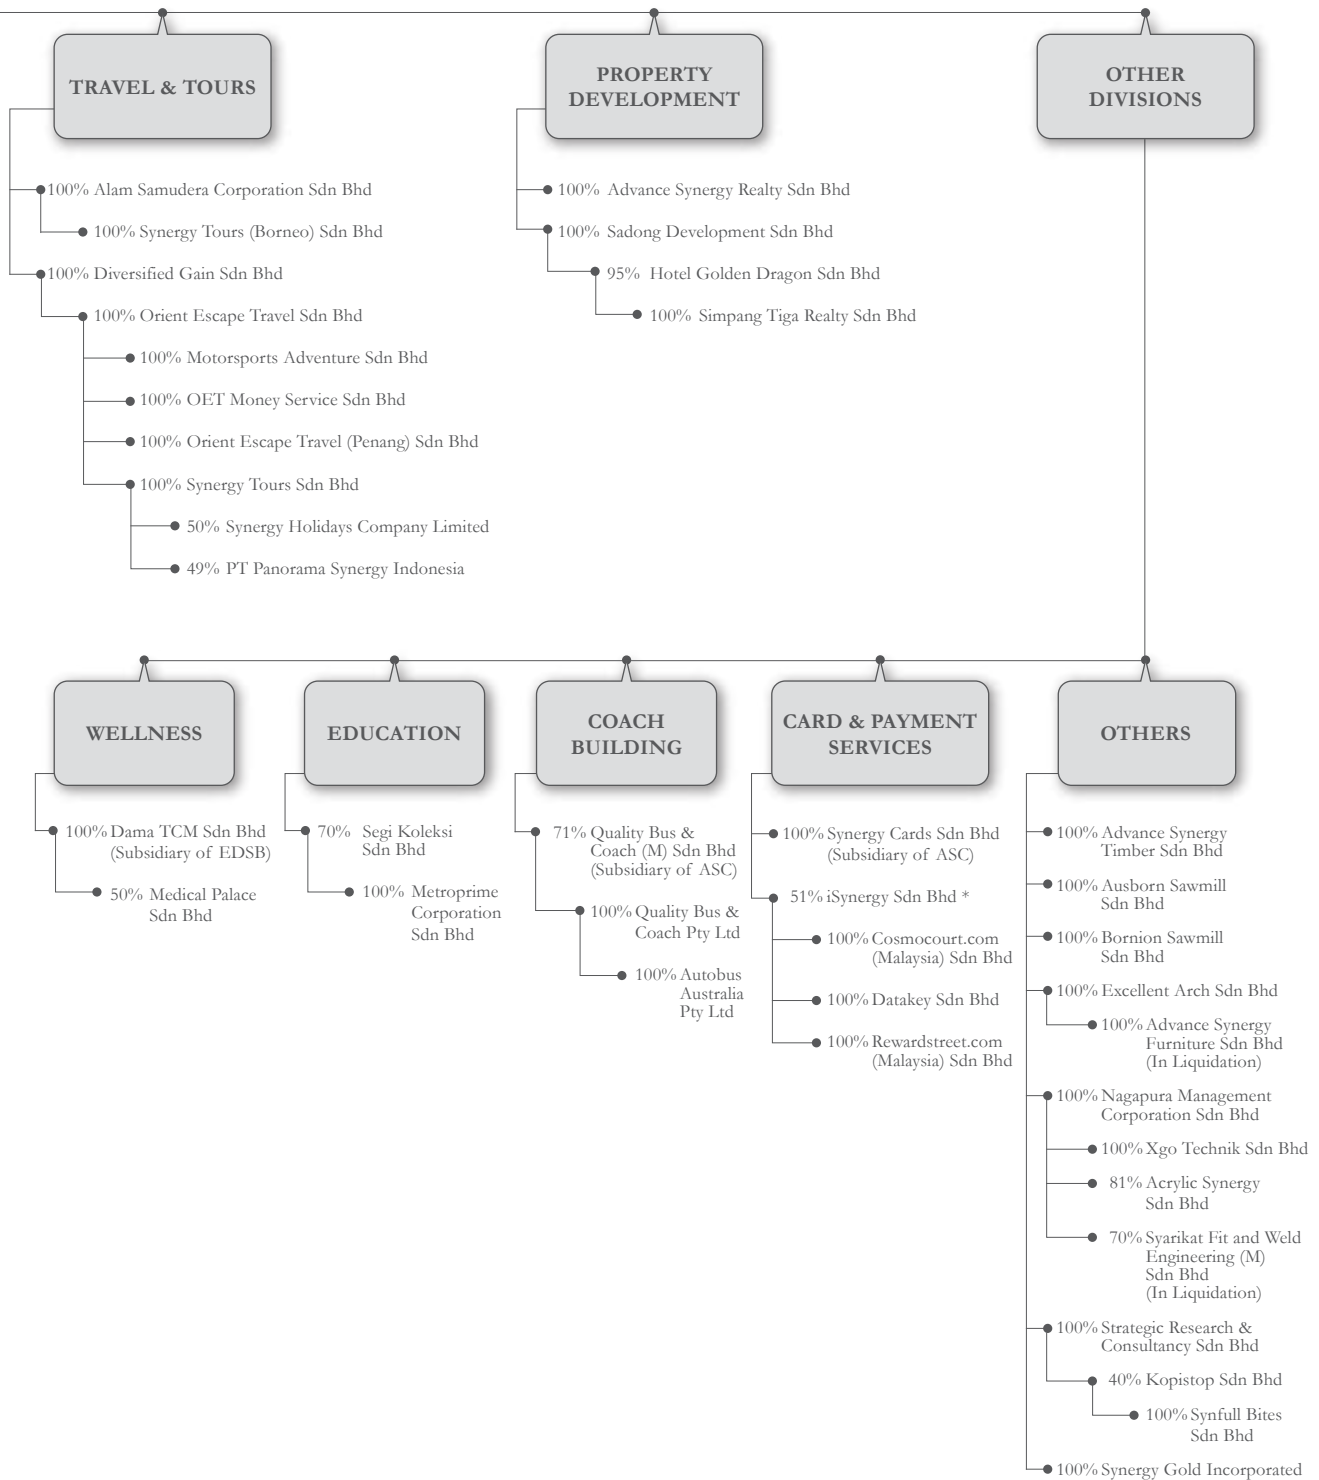 TRAVEL & TOURS
100% Alam Samudera Corporation Sdn Bhd
100% Synergy Tours (Borneo) Sdn Bhd
100% Diversified Gain Sdn Bhd
100% Orient Escape Travel Sdn Bhd
100% Motorsports Adventure Sdn Bhd
100% OET Money Service Sdn Bhd
100% Orient Escape Travel (Penang) Sdn Bhd
100% Synergy Tours Sdn Bhd
50% Synergy Holidays Company Limited
49% PT Panorama Synergy Indonesia
PROPERTY
DEVELOPMENT
100% Advance Synergy Realty Sdn Bhd
100% Sadong Development Sdn Bhd
95% Hotel Golden Dragon Sdn Bhd
100% Simpang Tiga Realty Sdn Bhd
OTHER
DIVISIONS
WELLNESS
100% Dama TCM Sdn Bhd
(Subsidiary of EDSB)
50% Medical Palace
Sdn Bhd
EDUCATION
70% Segi Koleksi
Sdn Bhd
100% Metroprime
Corporation
Sdn Bhd
COACH
BUILDING
71% Quality Bus &
Coach (M) Sdn Bhd
(Subsidiary of ASC)
100% Quality Bus &
Coach Pty Ltd
100% Autobus
Australia
Pty Ltd
CARD & PAYMENT
SERVICES
100% Synergy Cards Sdn Bhd
(Subsidiary of ASC)
51% iSynergy Sdn Bhd *
100% Cosmocourt.com
(Malaysia) Sdn Bhd
100% Datakey Sdn Bhd
100% Rewardstreet.com
(Malaysia) Sdn Bhd
OTHERS
100% Advance Synergy
Timber Sdn Bhd
100% Ausborn Sawmill
Sdn Bhd
100% Bornion Sawmill
Sdn Bhd
100% Excellent Arch Sdn Bhd
100% Advance Synergy
Furniture Sdn Bhd
(In Liquidation)
100% Nagapura Management
Corporation Sdn Bhd
100% Xgo Technik Sdn Bhd
81% Acrylic Synergy
Sdn Bhd
70% Syarikat Fit and Weld
Engineering (M)
Sdn Bhd
(In Liquidation)
100% Strategic Research &
Consultancy Sdn Bhd
40% Kopistop Sdn Bhd
100% Synfull Bites
Sdn Bhd
100% Synergy Gold Incorporated